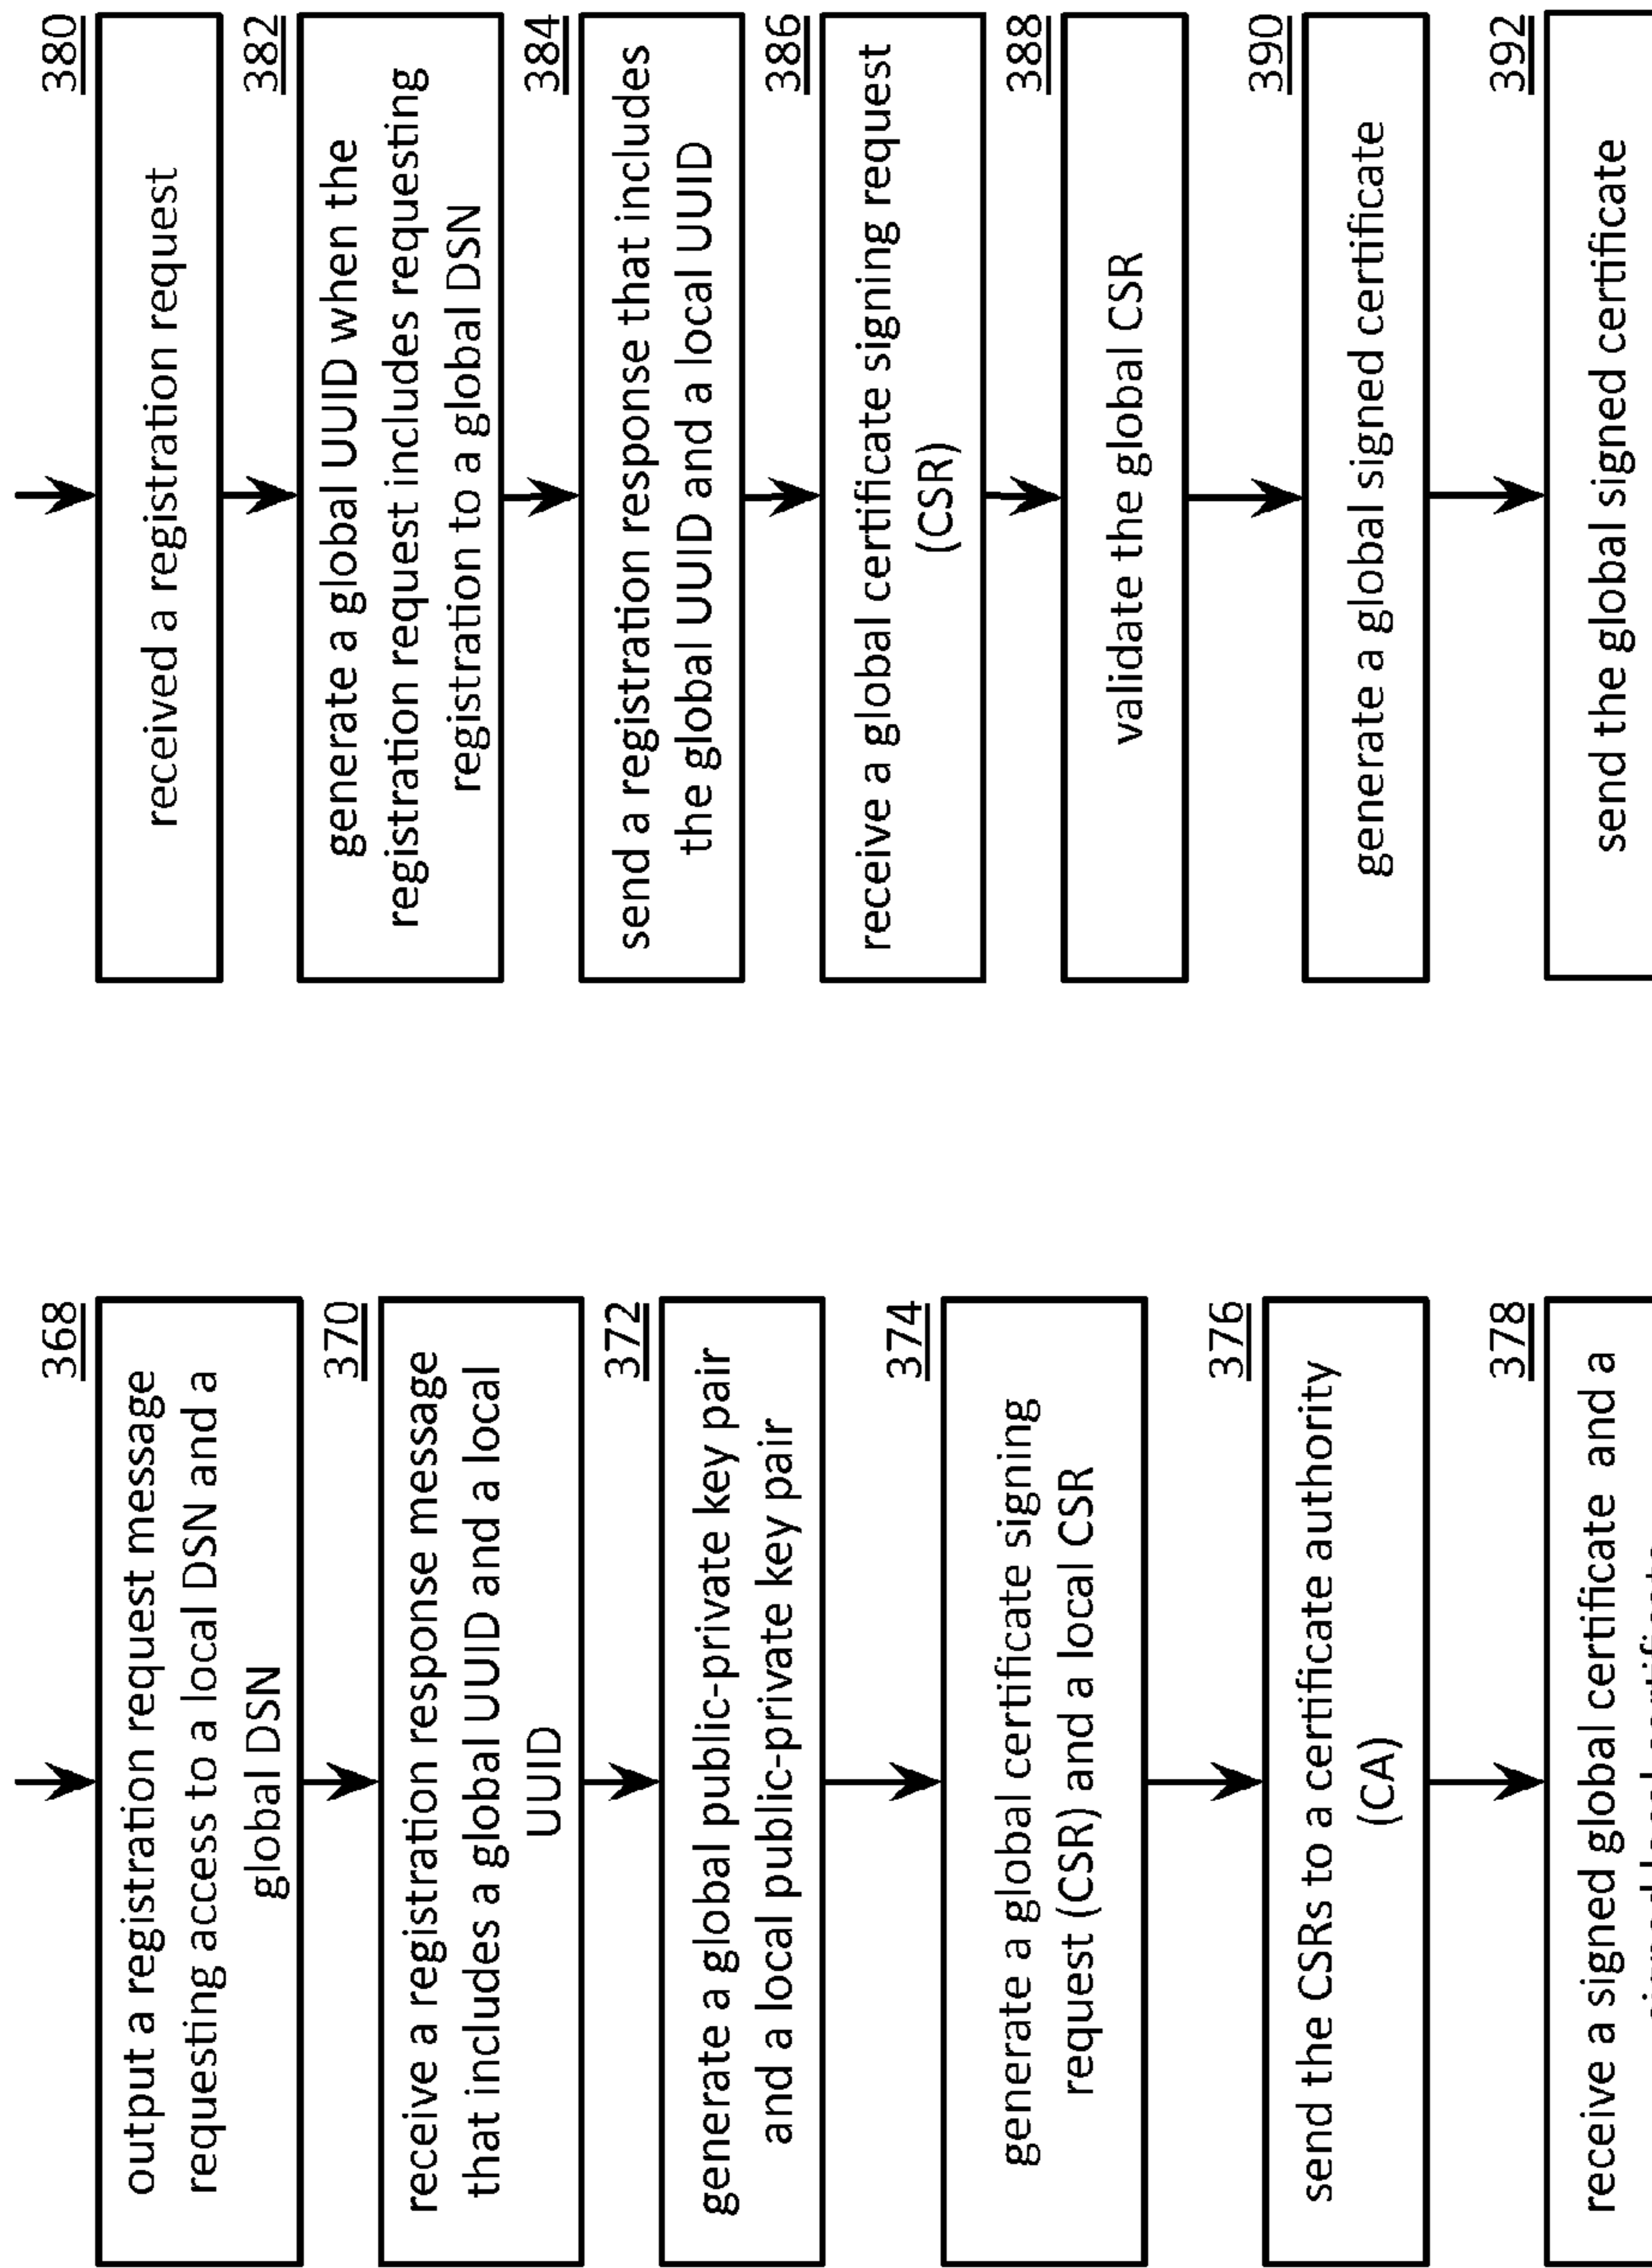 368
output a registration request message
requesting access to a local DSN and a
global DSN
370
receive a registration response message
that includes a global UUID and a local
UUID
372
generate a global public-private key pair
and a local public-private key pair
374
generate a global certificate signing
request (CSR) and a local CSR
376
send the CSRs to a certificate authority
(CA)
378
receive a signed global certificate and a
380
received a registration request
382
generate a global UUID when the
registration request includes requesting
registration to a global DSN
384
send a registration response that includes
the global UUID and a local UUID
386
receive a global certificate signing request
(CSR)
388
validate the global CSR
390
generate a global signed certificate
392
send the global signed certificate